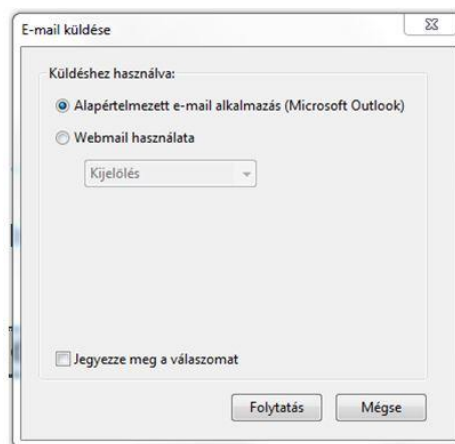 E-mail küldése
Küldéshez használva:
Alapértelmezett e-mail alkalmazás (Microsoft Outlook)
Webmail használata
Kijelölés
Jegyezze meg a válaszomat
Folytatás
Mégse